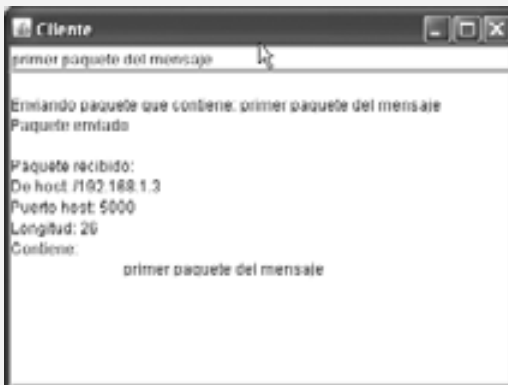 Cliente
primer paquete del mensaje
Enviando paquete que contiene: primer paquete del mensaje
Paquete enviado
Paquete recibido:
De host: /192.168.1.3
Puerto host: 5000
Longitud: 26
Contiene:
primer paquete del mensaje